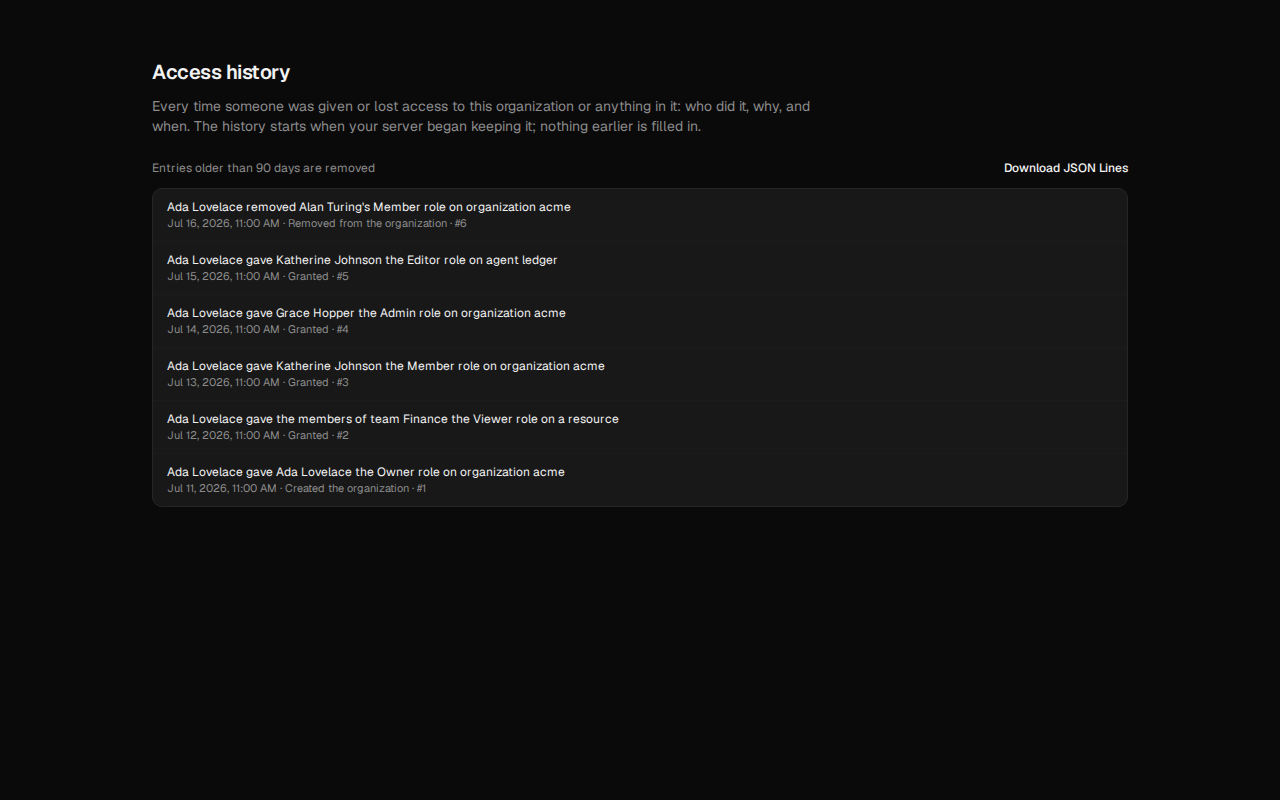 Access history
Every time someone was given or lost access to this organization or anything in it: who did it, why, and
when. The history starts when your server began keeping it; nothing earlier is filled in.
Entries older than 90 days are removed
Download JSON Lines
Ada Lovelace removed Alan Turing's Member role on organization acme
Jul 16, 2026, 11:00 AM · Removed from the organization · #6
Ada Lovelace gave Katherine Johnson the Editor role on agent ledger
Jul 15, 2026, 11:00 AM · Granted · #5
Ada Lovelace gave Grace Hopper the Admin role on organization acme
Jul 14, 2026, 11:00 AM · Granted · #4
Ada Lovelace gave Katherine Johnson the Member role on organization acme
Jul 13, 2026, 11:00 AM · Granted · #3
Ada Lovelace gave the members of team Finance the Viewer role on a resource
Jul 12, 2026, 11:00 AM · Granted · #2
Ada Lovelace gave Ada Lovelace the Owner role on organization acme
Jul 11, 2026, 11:00 AM · Created the organization · #1